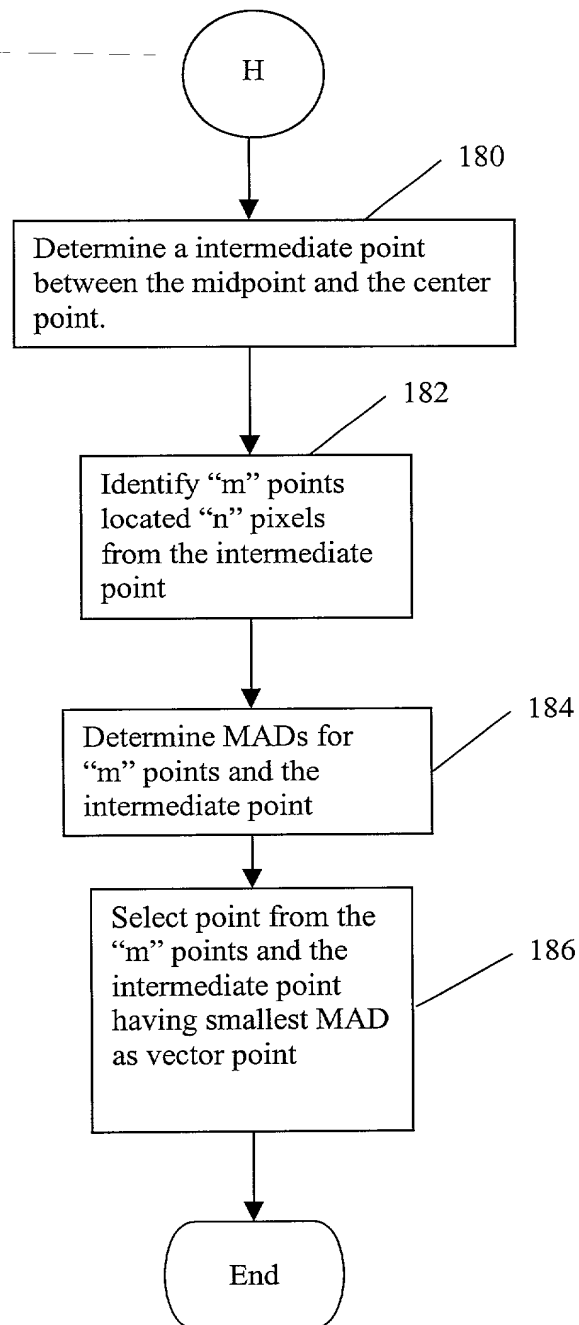 H
180
Determine a intermediate point
between the midpoint and the center
point.
182
Identify “m” points
located “n” pixels
from the intermediate
point
184
Determine MADs for
“m” points and the
intermediate point
Select point from the
“m” points and the
intermediate point
having smallest MAD
as vector point
186
End